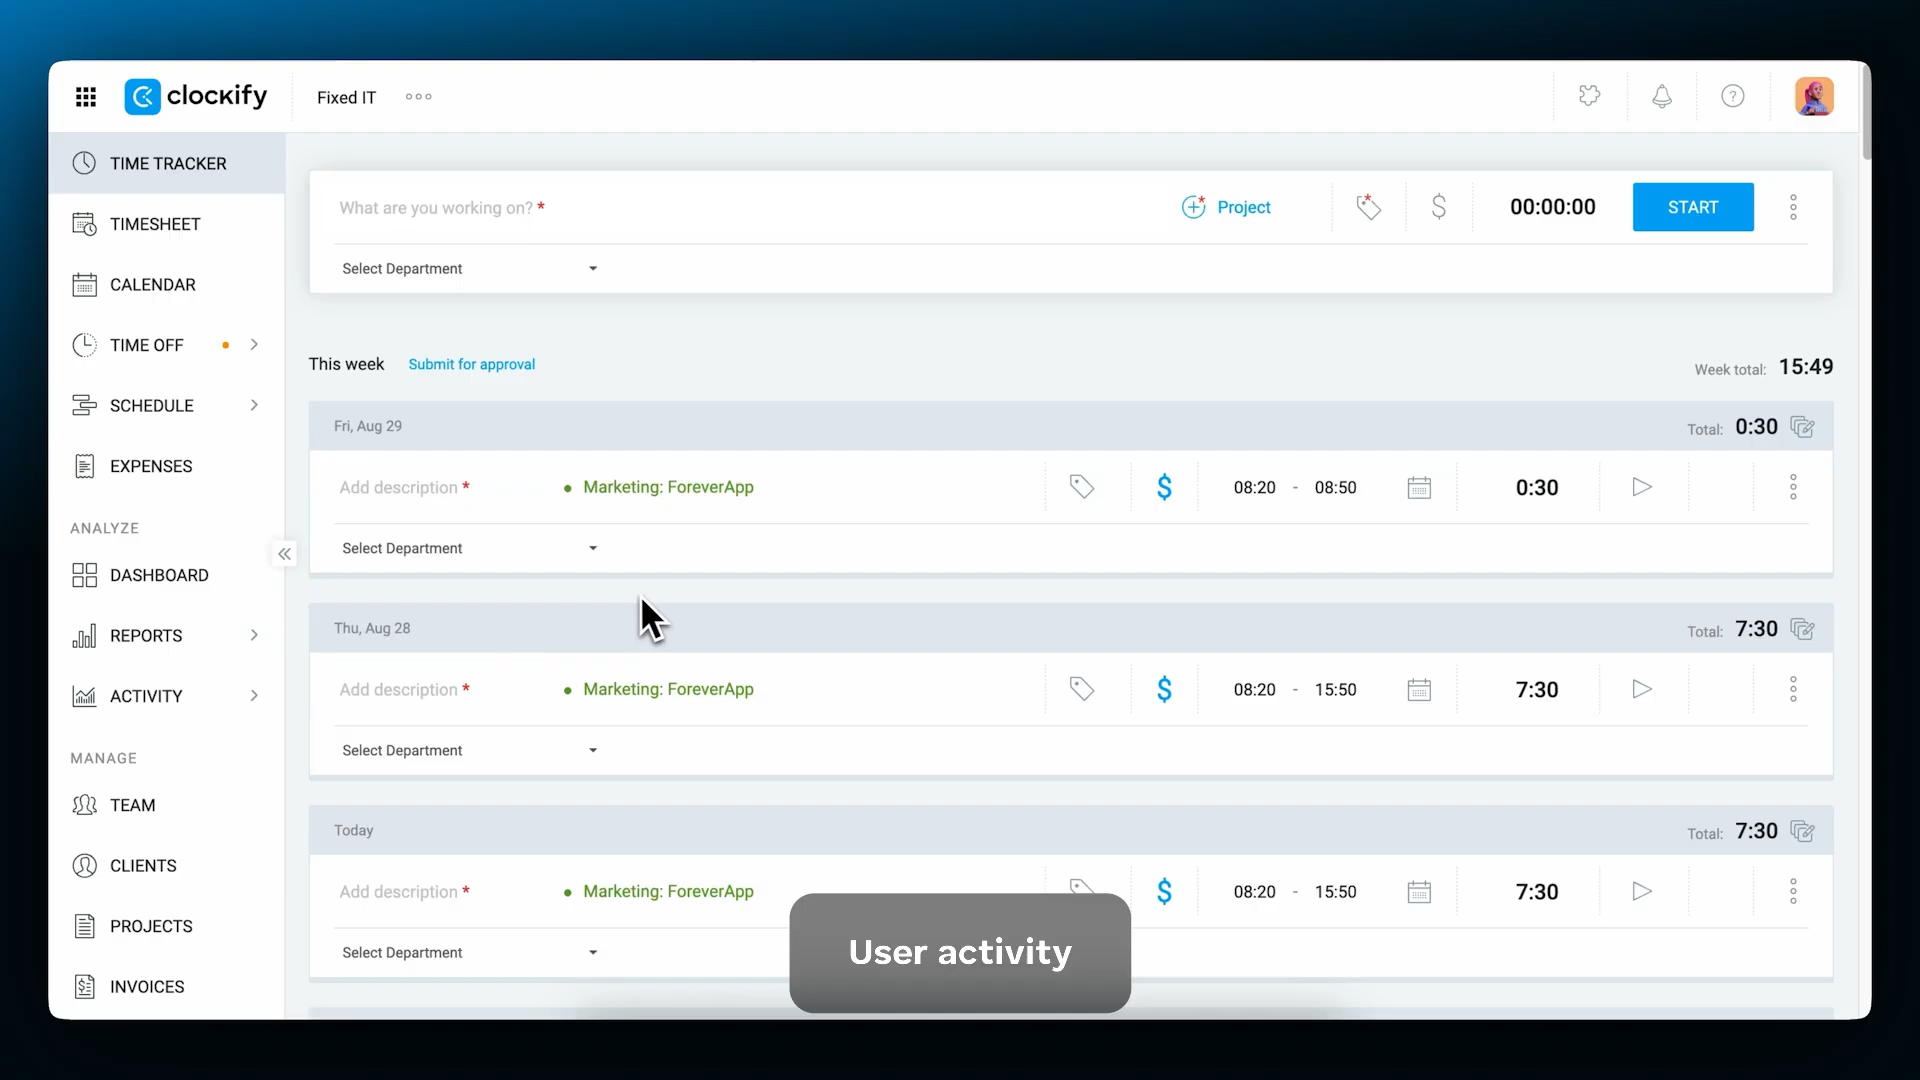 clockify
Fixed IT
TIME TRACKER
TIMESHEET
CALENDAR
TIME OFF
SCHEDULE
EXPENSES
ANALYZE
DASHBOARD
REPORTS
ACTIVITY
MANAGE
TEAM
CLIENTS
PROJECTS
INVOICES
What are you working on? *
Project
00:00:00
START
Select Department
This week Submit for approval Week total: 15:49
Fri, Aug 29 Total: 0:30
Add description * Marketing: ForeverApp 08:20 - 08:50 0:30
Select Department
Thu, Aug 28 Total: 7:30
Add description * Marketing: ForeverApp 08:20 - 15:50 7:30
Select Department
Today Total: 7:30
Add description * Marketing: ForeverApp 08:20 - 15:50 7:30
Select Department
User activity